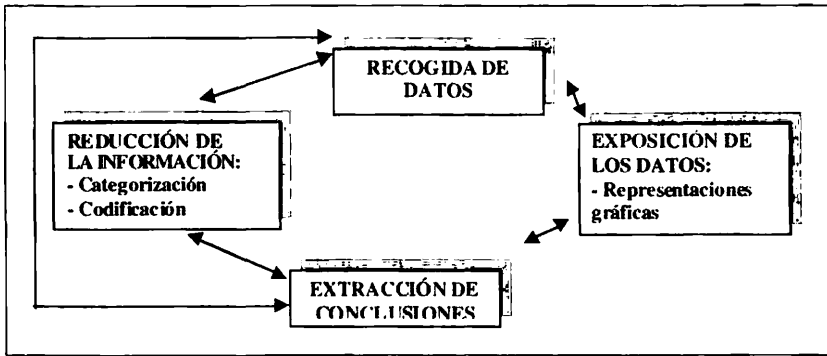 RECOGIDA DE
DATOS
REDUCCIÓN DE
LA INFORMACIÓN:
- Categorización
- Codificación
EXPOSICIÓN DE
LOS DATOS:
- Representaciones
gráficas
EXTRACCIÓN DE
CONCLUSIONES